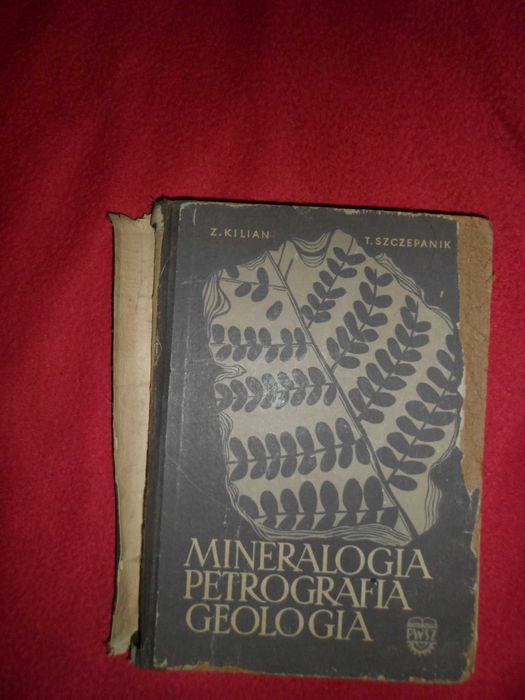 Z. KILIAN
T. SZCZEPANIK
MINERALOGIA
PETROGRAFIA
GEOLOGIA
PWSZ